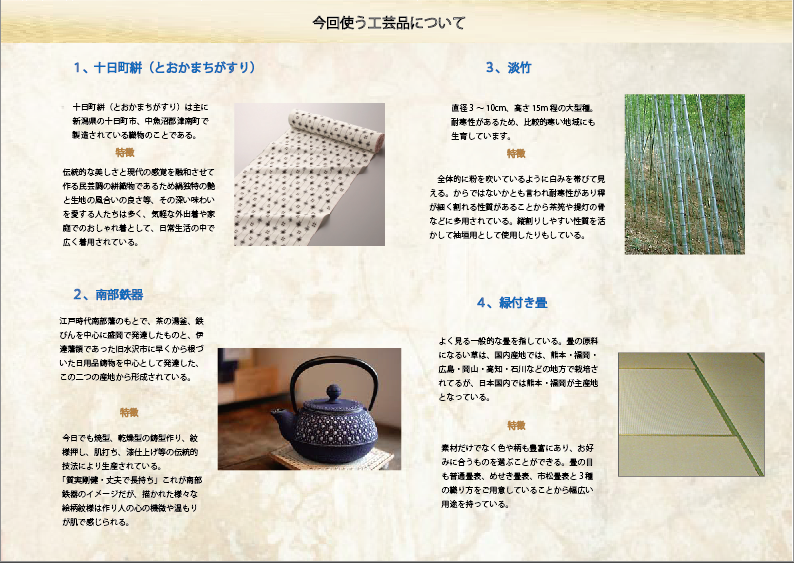 今回使う工芸品について
1、十日町絣（とおかまちがすり）
十日町絣（とおかまちがすり）は主に
新潟県の十日町市、中魚沼郡津南町で
製造されている織物のことである。
特徴
伝統的な美しさと現代の感覚を融和させて
作る民芸調の絣織物であるため絹独特の艶
と生地の風合いの良さ等、その深い味わい
を愛する人たちは多く、気軽な外出着や家
庭でのおしゃれ着として、日常生活の中で
広く着用されている。
2、南部鉄器
江戸時代南部藩のもとで、茶の湯釜、鉄
びんを中心に盛岡で発達したものと、伊
達藩領であった旧水沢市に早くから根づ
いた日用品鋳物を中心として発達した、
この二つの産地から形成されている。
特徴
今日でも焼型、乾燥型の鋳型作り、紋
様押し、肌打ち、漆仕上げ等の伝統的
技法により生産されている。
「質実剛健・丈夫で長持ち」これが南部
鉄器のイメージだが、描かれた様々な
絵柄紋様は作り人の心の機微や温もり
が肌で感じられる。
3、淡竹
直径3～10cm、高さ15m程の大型種。
耐寒性があるため、比較的寒い地域にも
生育しています。
特徴
全体的に粉を吹いているように白みを帯びて見
える。からではないかとも言われ耐寒性があり稈
が細く割れる性質があることから茶筅や提灯の骨
などに多用されている。縦割りしやすい性質を活
かして袖垣用として使用したりもしている。
4、縁付き畳
よく見る一般的な畳を指している。畳の原料
になるい草は、国内産地では、熊本・福岡・
広島・岡山・高知・石川などの地方で栽培さ
れてるが、日本国内では熊本・福岡が主産地
となっている。
特徴
素材だけでなく色や柄も豊富にあり、お好
みに合うものを選ぶことができる。畳の目
も普通畳表、めせき畳表、市松畳表と3種
の織り方をご用意していることから幅広い
用途を持っている。